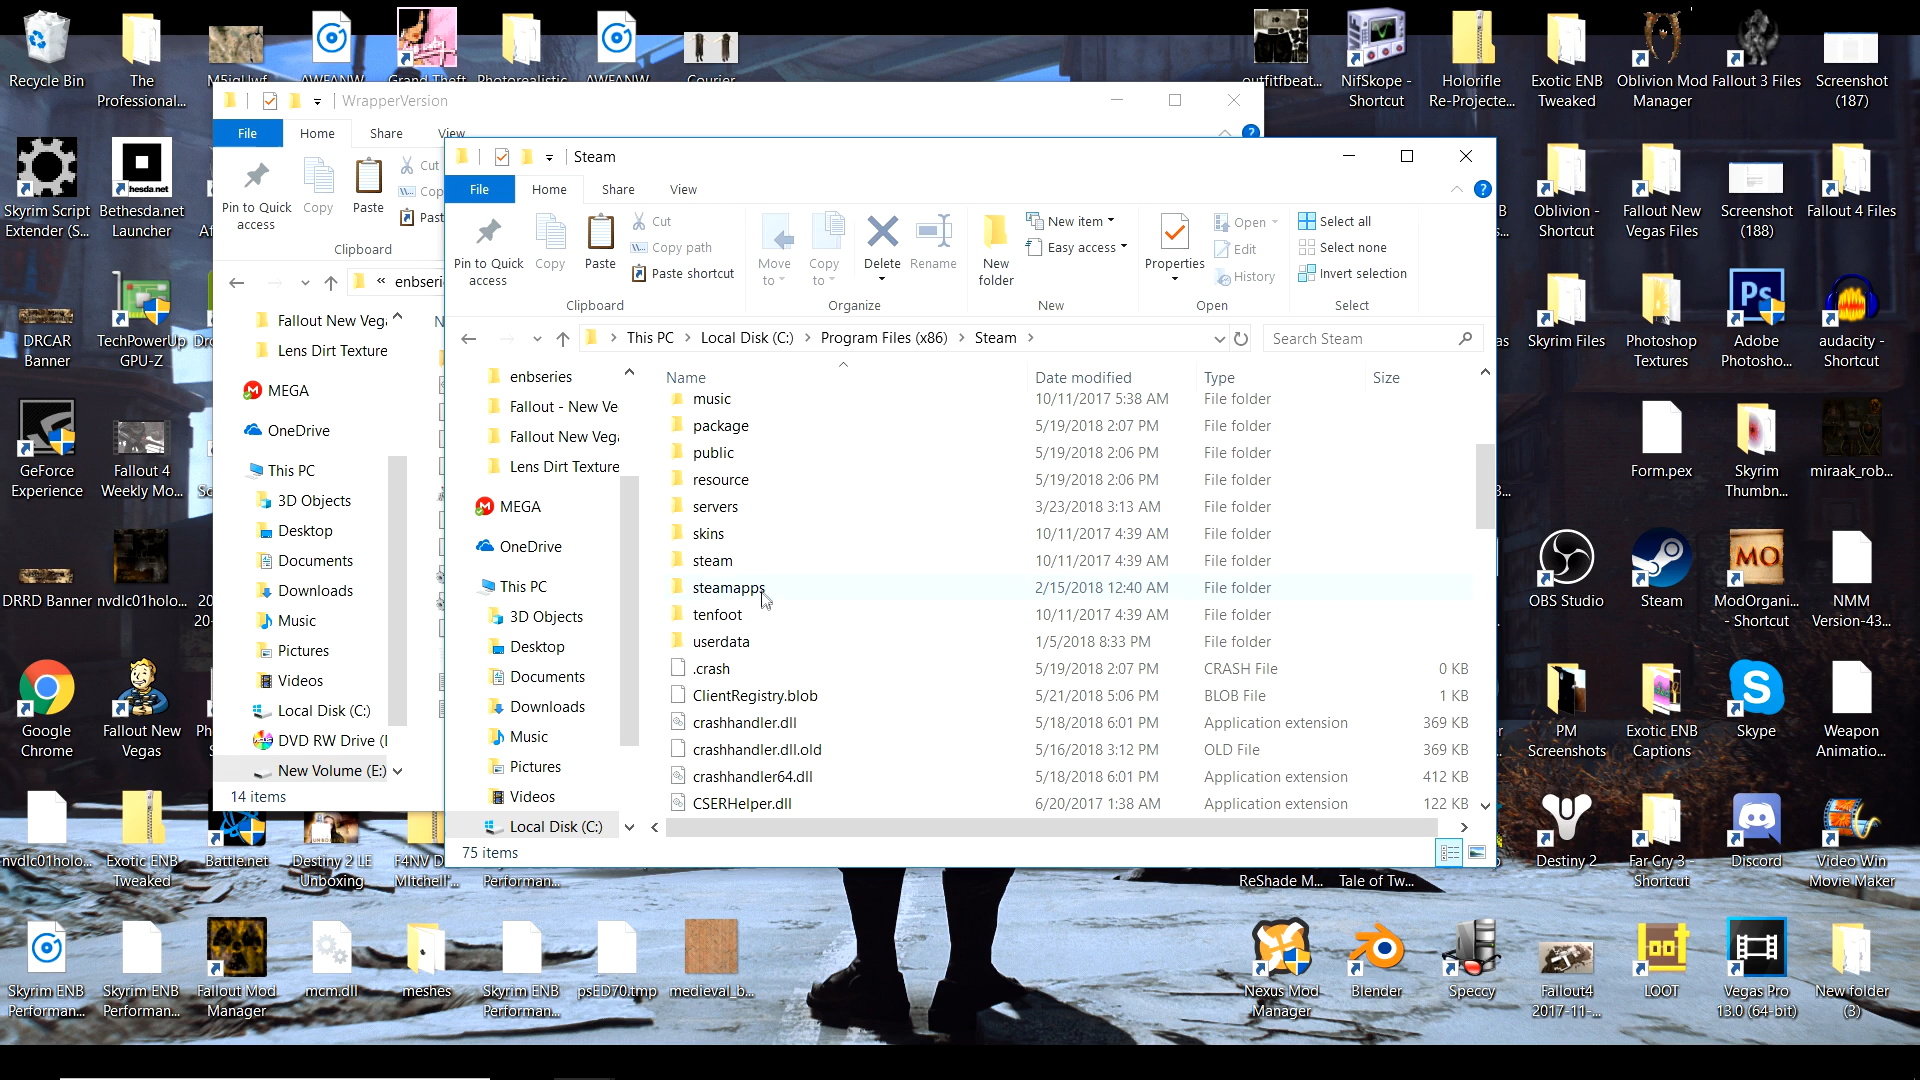 Recycle Bin
The
Professional...
AWFANW
Grand Theft
Photorealistic
AWFANW
Courier
outfitfbeat...
NifSkope -
Shortcut
Holorifle
Re-Projecte...
Exotic ENB
Tweaked
Oblivion Mod
Manager
Fallout 3 Files
Screenshot
(187)
WrapperVersion
File
Home
Share
View
Pin to Quick
access
Copy
Paste
Cut
Clipboard
enbseri
Steam
File
Home
Share
View
Pin to Quick
access
Copy
Paste
Cut
Copy path
Paste shortcut
Clipboard
Move
to
Copy
to
Delete
Rename
Organize
New
folder
New item
Easy access
New
Properties
Open
Edit
History
Open
Select all
Select none
Invert selection
Select
This PC > Local Disk (C:) > Program Files (x86) > Steam >
Search Steam
Name
Date modified
Type
Size
music 10/11/2017 5:38 AM File folder
package 5/19/2018 2:07 PM File folder
public 5/19/2018 2:06 PM File folder
resource 5/19/2018 2:06 PM File folder
servers 3/23/2018 3:13 AM File folder
skins 10/11/2017 4:39 AM File folder
steam 10/11/2017 4:39 AM File folder
steamapps 2/15/2018 12:40 AM File folder
tenfoot 10/11/2017 4:39 AM File folder
userdata 1/5/2018 8:33 PM File folder
.crash 5/19/2018 2:07 PM CRASH File 0 KB
ClientRegistry.blob 5/21/2018 5:06 PM BLOB File 1 KB
crashhandler.dll 5/18/2018 6:01 PM Application extension 369 KB
crashhandler.dll.old 5/16/2018 3:12 PM OLD File 369 KB
crashhandler64.dll 5/18/2018 6:01 PM Application extension 412 KB
CSERHelper.dll 6/20/2017 1:38 AM Application extension 122 KB
enbseries
Fallout - New Ve
Fallout New Vega
Lens Dirt Texture
MEGA
OneDrive
This PC
3D Objects
Desktop
Documents
Downloads
Music
Pictures
Videos
Local Disk (C:)
75 items
Fallout New Vega
Lens Dirt Texture
MEGA
OneDrive
This PC
3D Objects
Desktop
Documents
Downloads
Music
Pictures
Videos
Local Disk (C:)
DVD RW Drive (
New Volume (E:)
14 items
Skyrim Script
Extender (S...
Bethesda.net
Launcher
Oblivion -
Shortcut
Fallout New
Vegas Files
Screenshot
(188)
Fallout 4 Files
DRCAR
Banner
TechPowerUp
GPU-Z
Skyrim Files
Photoshop
Textures
Adobe
Photosho...
audacity -
Shortcut
GeForce
Experience
Fallout 4
Weekly Mo...
Form.pex
Skyrim
Thumbn...
miraak_rob...
DRRD Banner
nvdlc01holo...
OBS Studio
Steam
ModOrgani...
- Shortcut
NMM
Version-43...
Google
Chrome
Fallout New
Vegas
PM
Screenshots
Exotic ENB
Captions
Skype
Weapon
Animatio...
nvdlc01holo...
Exotic ENB
Tweaked
Battle.net
Destiny 2 LE
Unboxing
F4NV D
MItchell'...
Performan...
ReShade M...
Tale of Tw...
Destiny 2
Far Cry 3 -
Shortcut
Discord
Video Win
Movie Maker
Skyrim ENB
Performan...
Skyrim ENB
Performan...
Fallout Mod
Manager
mcm.dll
meshes
Skyrim ENB
Performan...
psED70.tmp
medieval_b...
Nexus Mod
Manager
Blender
Speccy
Fallout4
2017-11-...
LOOT
Vegas Pro
13.0 (64-bit)
New folder
(3)